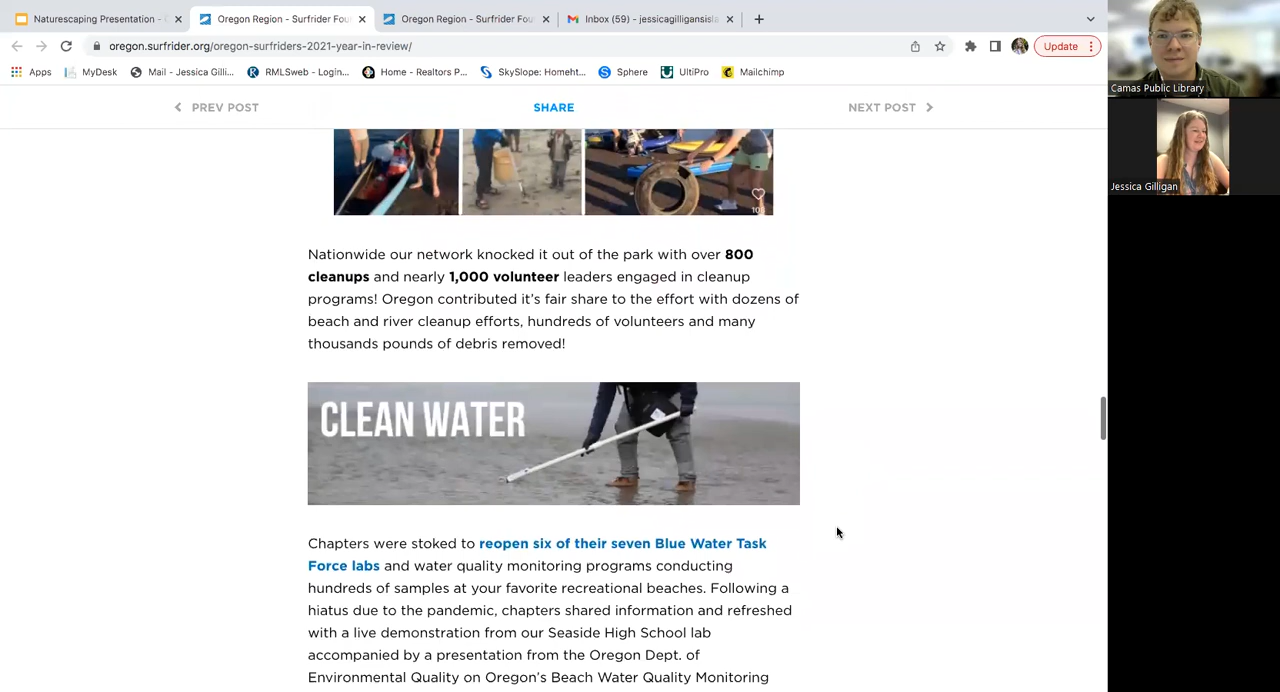 Naturescaping Presentation -
Oregon Region - Surfrider Fou
Oregon Region - Surfrider Fou
Inbox (59) - jessicagilligansisla
oregon.surfrider.org/oregon-surfriders-2021-year-in-review/
Update
Apps
MyDesk
Mail - Jessica Gilli...
RMLSweb - Login...
Home - Realtors P...
SkySlope: Homeht...
Sphere
UltiPro
Mailchimp
Camas Public Library
Jessica Gilligan
PREV POST
SHARE
NEXT POST
Nationwide our network knocked it out of the park with over 800
cleanups and nearly 1,000 volunteer leaders engaged in cleanup
programs! Oregon contributed it's fair share to the effort with dozens of
beach and river cleanup efforts, hundreds of volunteers and many
thousands pounds of debris removed!
CLEAN WATER
Chapters were stoked to reopen six of their seven Blue Water Task
Force labs and water quality monitoring programs conducting
hundreds of samples at your favorite recreational beaches. Following a
hiatus due to the pandemic, chapters shared information and refreshed
with a live demonstration from our Seaside High School lab
accompanied by a presentation from the Oregon Dept. of
Environmental Quality on Oregon's Beach Water Quality Monitoring